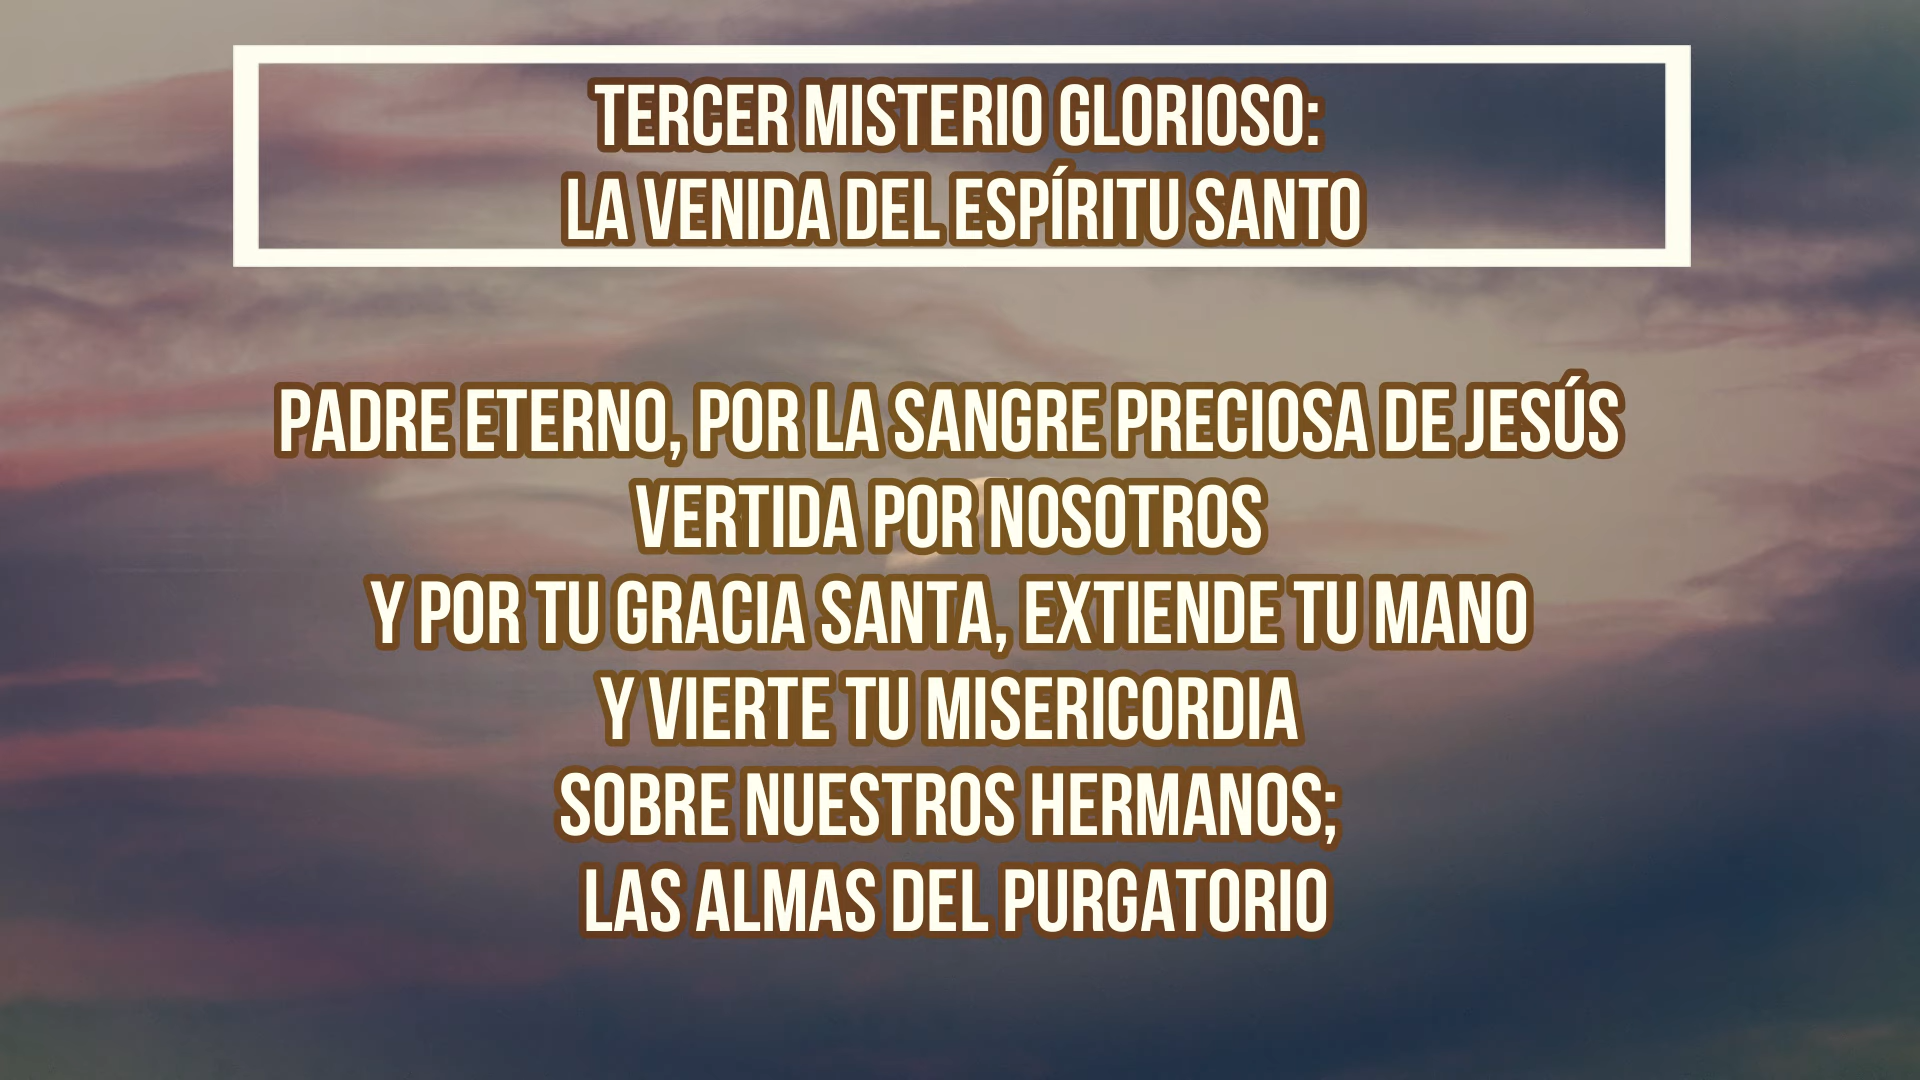 TERCER MISTERIO GLORIOSO:
LA VENIDA DEL ESPÍRITU SANTO
PADRE ETERNO, POR LA SANGRE PRECIOSA DE JESÚS
VERTIDA POR NOSOTROS
Y POR TU GRACIA SANTA, EXTIENDE TU MANO
Y VIERTE TU MISERICORDIA
SOBRE NUESTROS HERMANOS;
LAS ALMAS DEL PURGATORIO